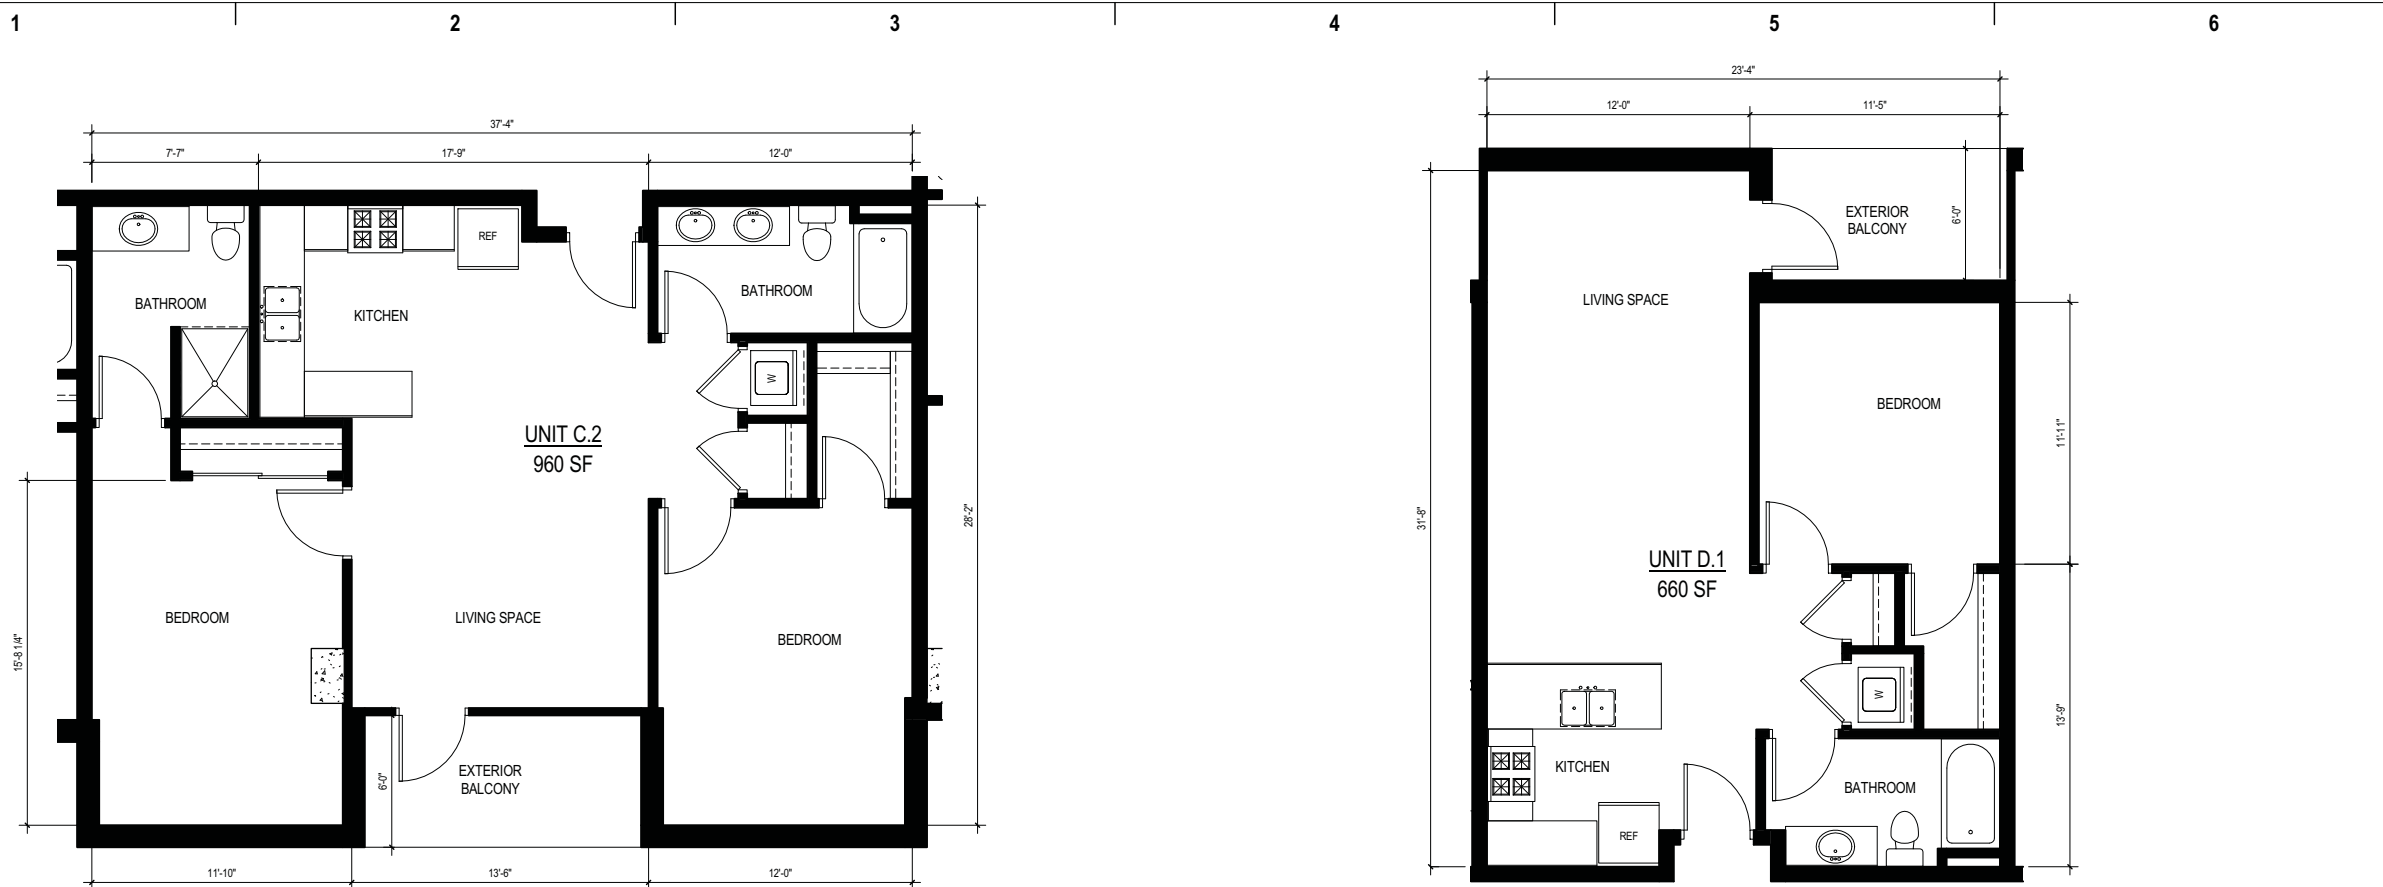 1
2
3
4
5
6
37'-4"
7'-7"
17'-9"
12'-0"
REF
BATHROOM
KITCHEN
BATHROOM
W
UNIT C.2
960 SF
28'-2"
BEDROOM
LIVING SPACE
BEDROOM
15'-8 1/4"
6'-0"
EXTERIOR
BALCONY
11'-10"
13'-6"
12'-0"
23'-4"
12'-0"
11'-5"
EXTERIOR
BALCONY
6'-0"
LIVING SPACE
BEDROOM
11'-11"
31'-8"
UNIT D.1
660 SF
W
13'-9"
KITCHEN
BATHROOM
REF